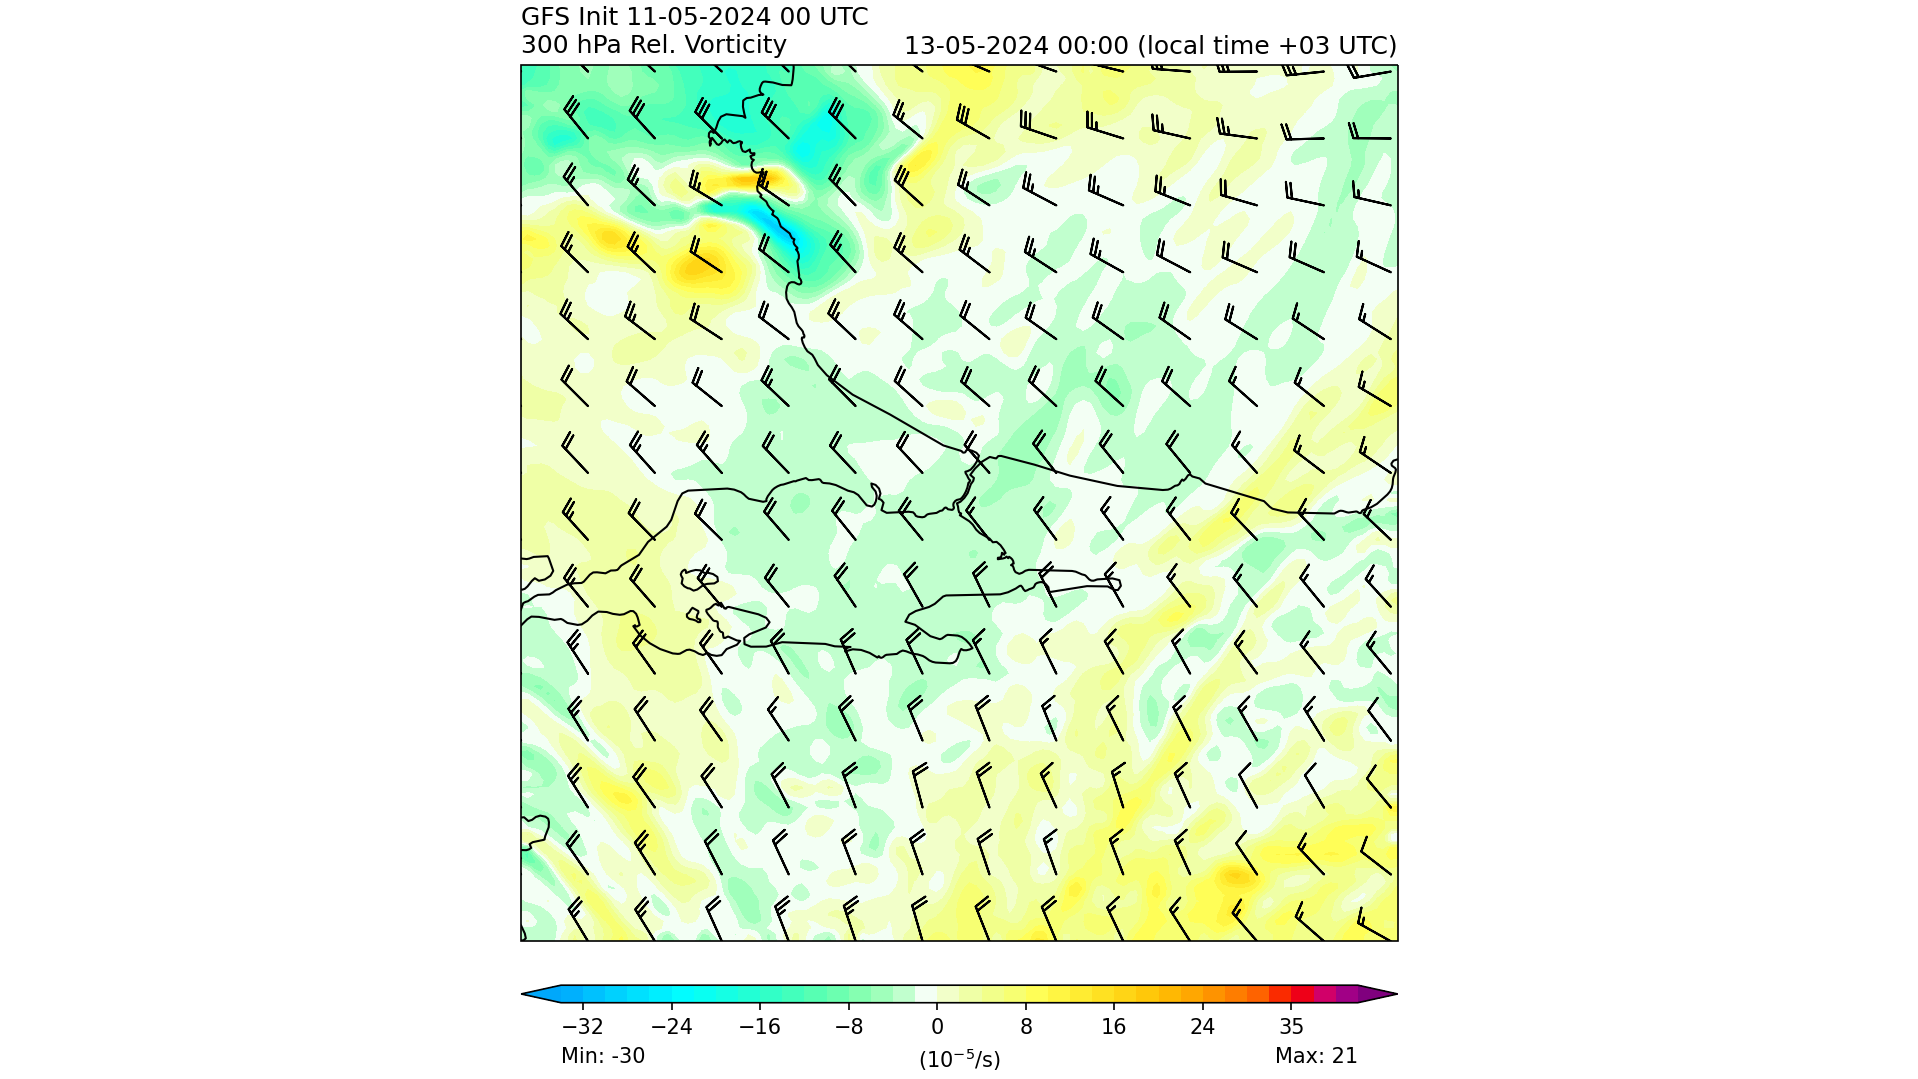 GFS Init 11-05-2024 00 UTC
300 hPa Rel. Vorticity
13-05-2024 00:00 (local time +03 UTC)
−32 −24 −16 −8 0 8 16 24 35
Min: -30 (10⁻⁵/s) Max: 21